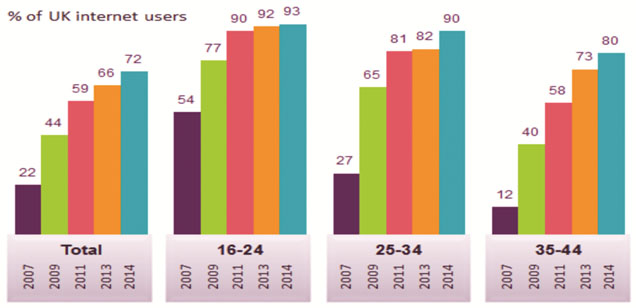 % of UK internet users
22 44 59 66 72
54 77 90 92 93
27 65 81 82 90
12 40 58 73 80
Total 16-24 25-34 35-44
2007 2009 2011 2013 2014 2007 2009 2011 2013 2014 2007 2009 2011 2013 2014 2007 2009 2011 2013 2014